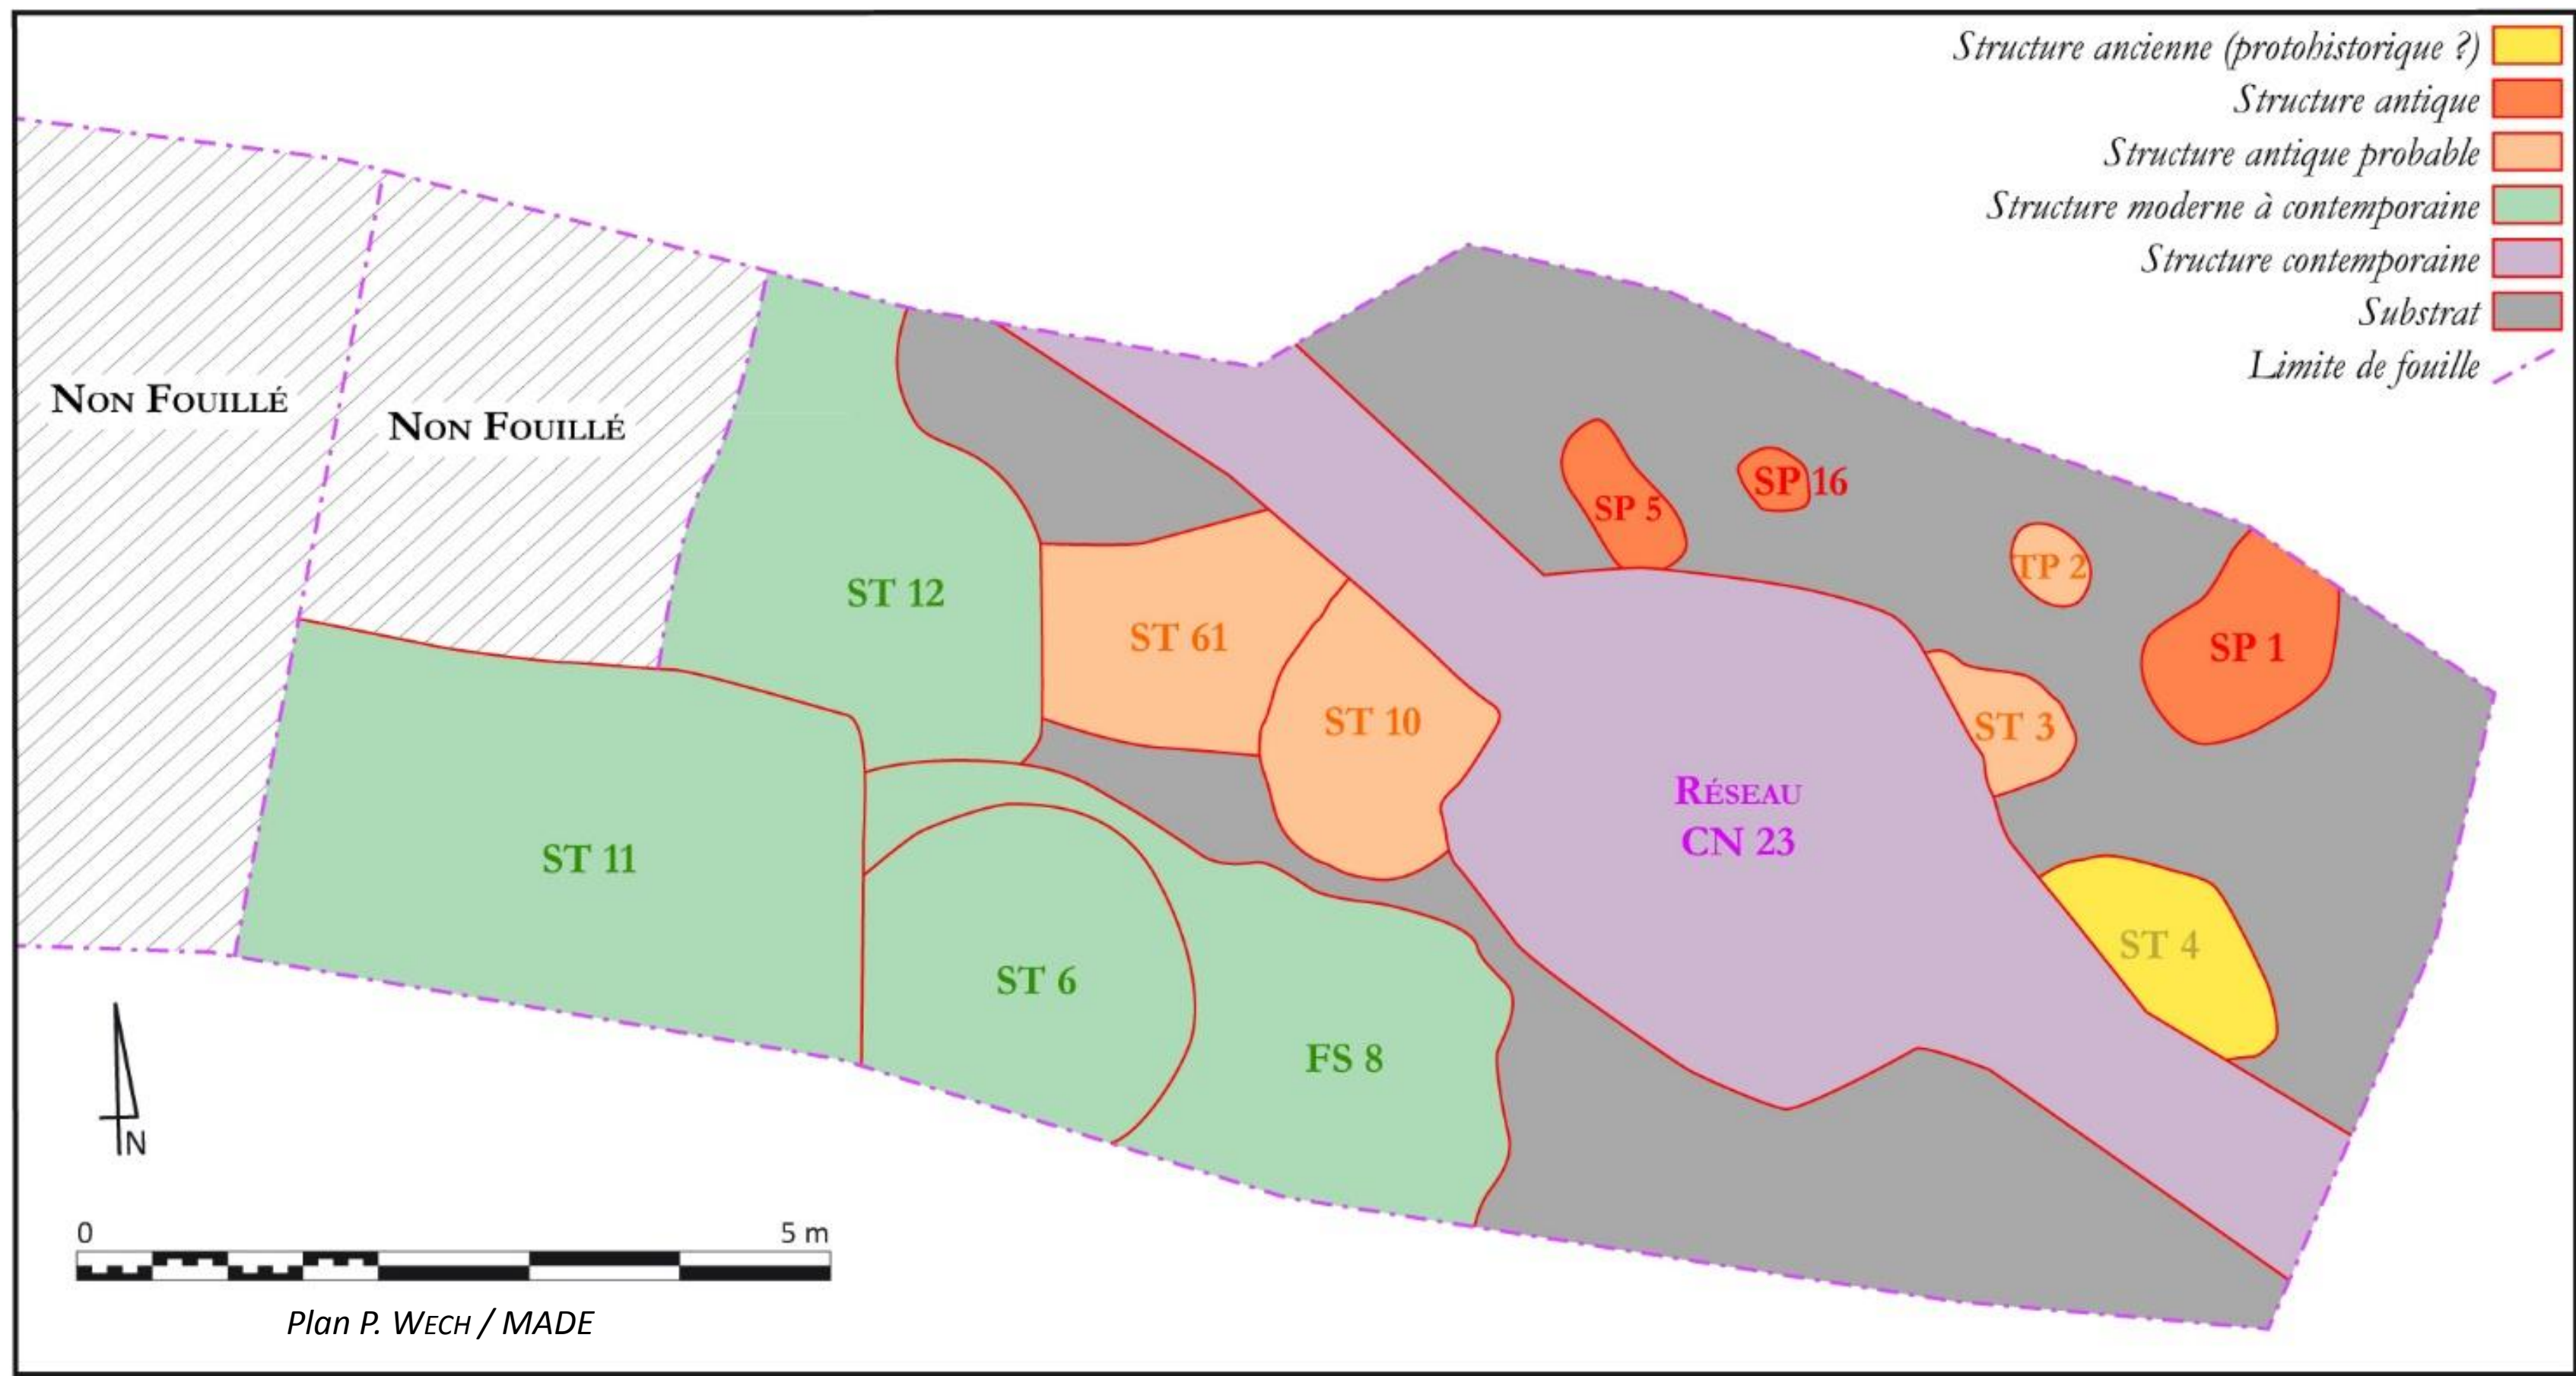 Structure ancienne (protohistorique ?)
Structure antique
Structure antique probable
Structure moderne à contemporaine
Structure contemporaine
Substrat
Limite de fouille
NON FOUILLÉ
NON FOUILLÉ
SP 5
SP 16
TP 2
SP 1
ST 12
ST 61
ST 10
ST 3
RÉSEAU
CN 23
ST 11
ST 4
ST 6
FS 8
N
0
5 m
Plan P. WECH / MADE